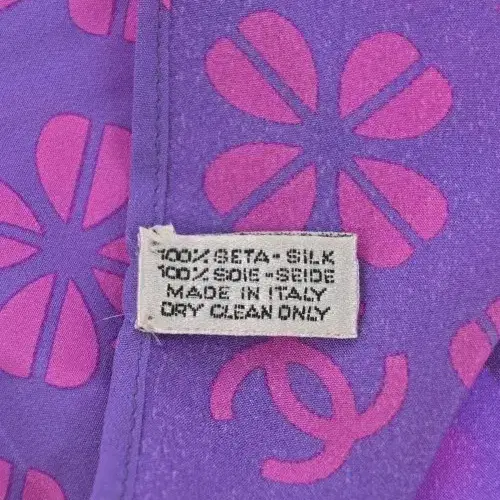 100% SETA - SILK
100% SOIE - SEIDE
MADE IN ITALY
DRY CLEAN ONLY